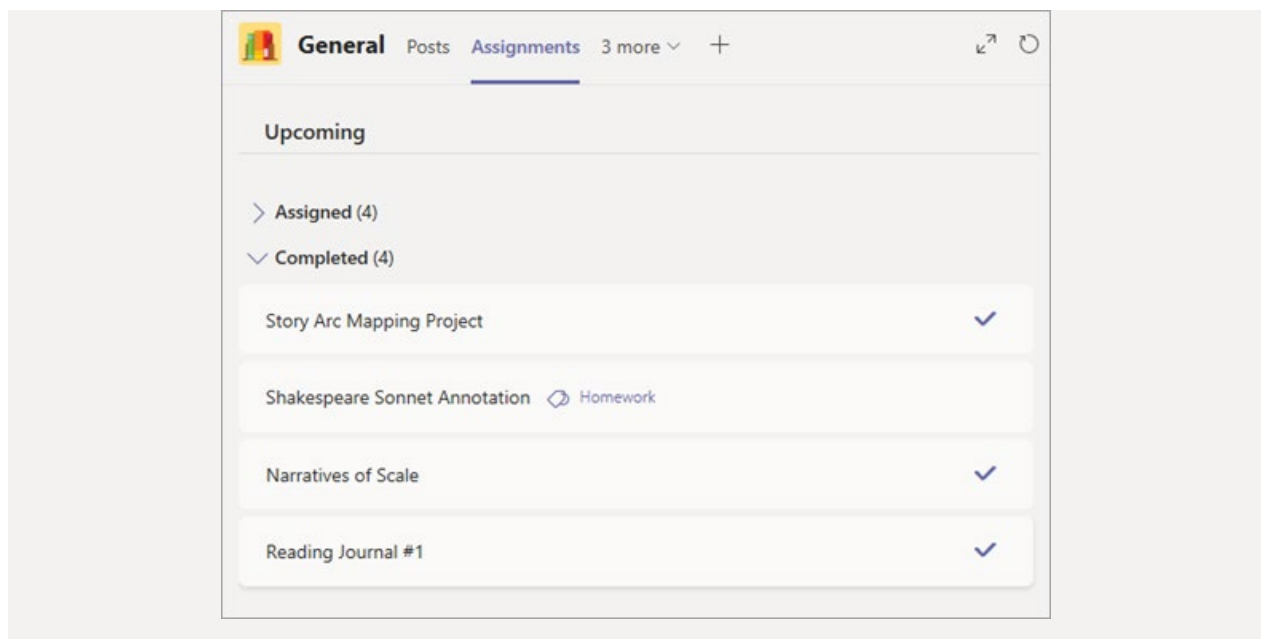 General Posts Assignments 3 more
Upcoming
Assigned (4)
Completed (4)
Story Arc Mapping Project
Shakespeare Sonnet Annotation Homework
Narratives of Scale
Reading Journal #1